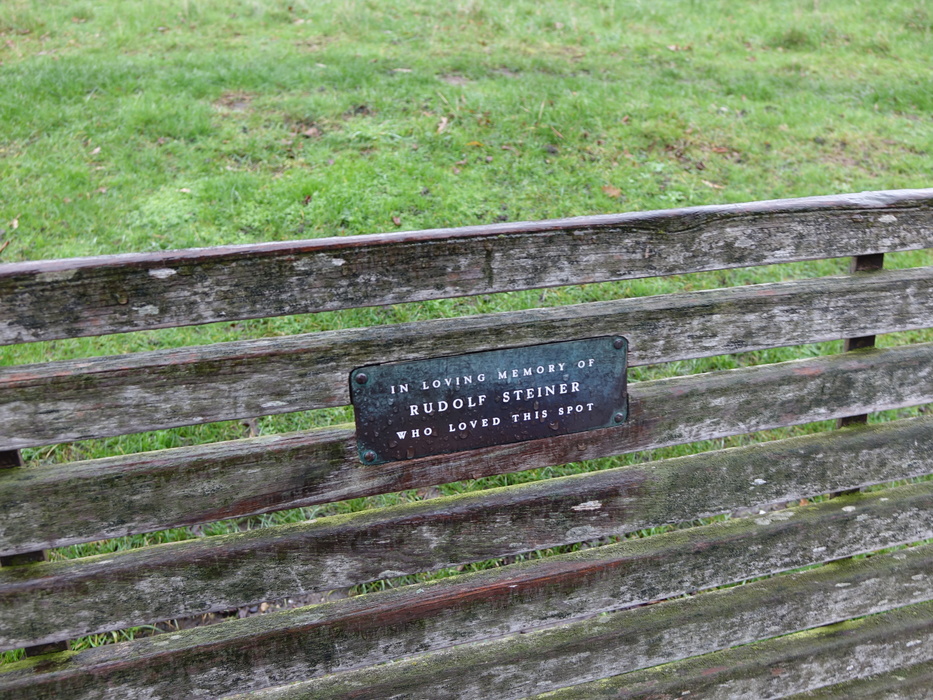 IN LOVING MEMORY OF
RUDOLF STEINER
WHO LOVED THIS SPOT